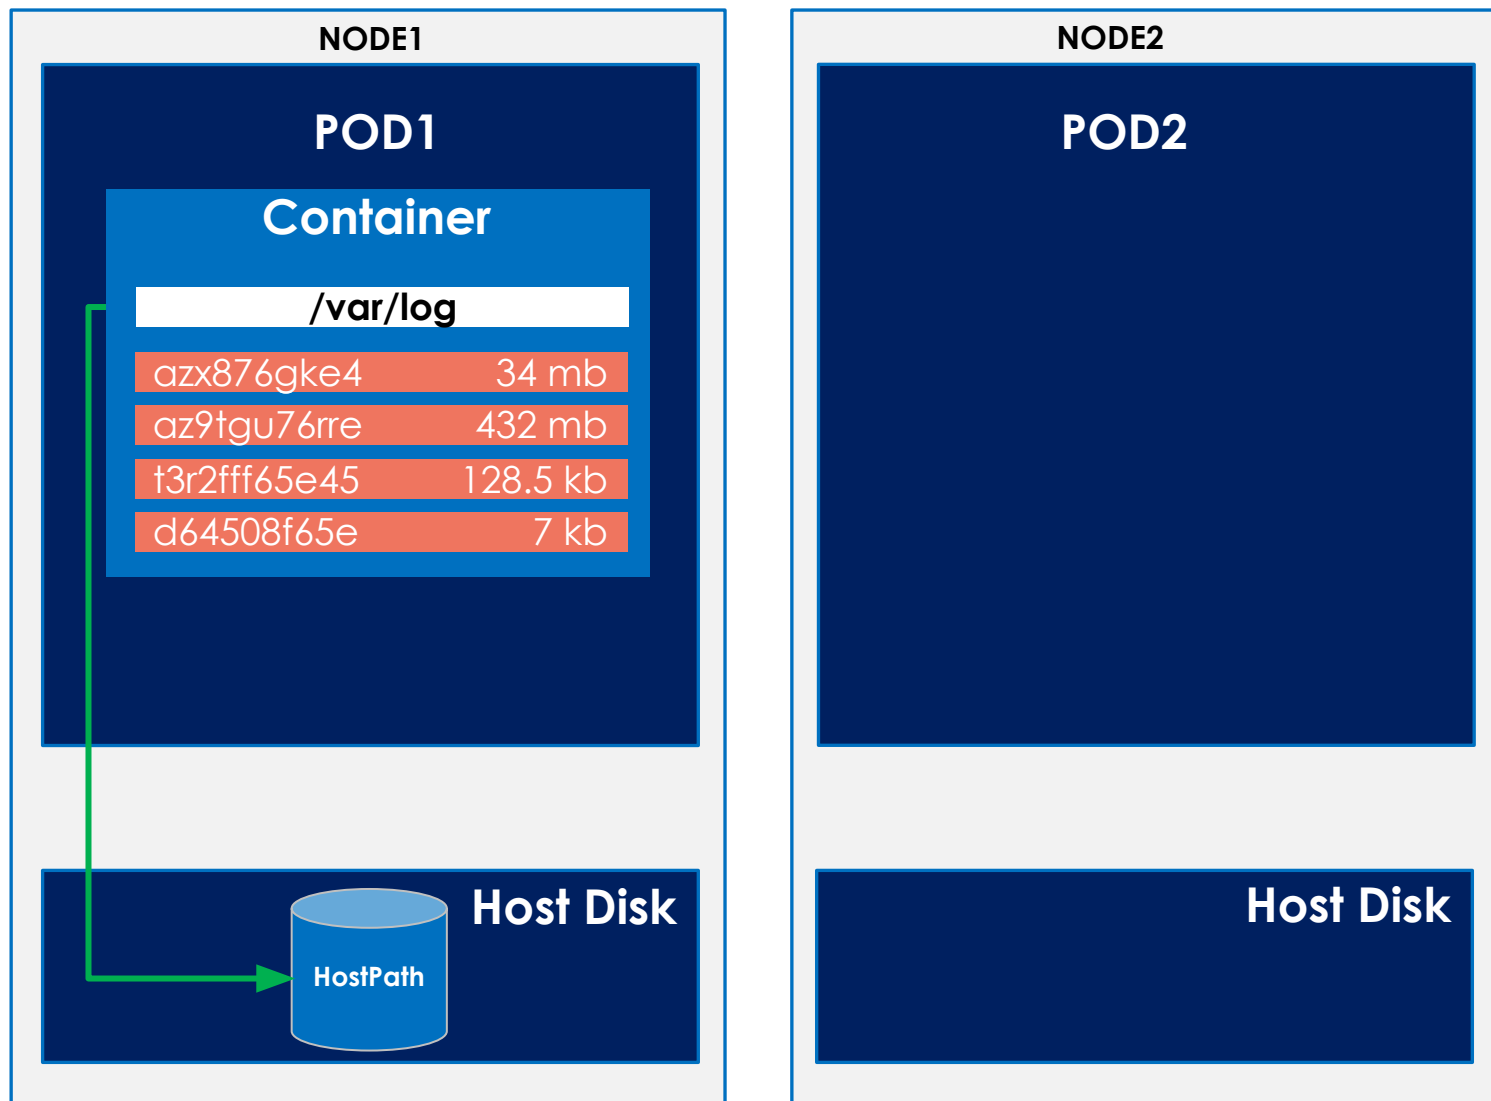 NODE1
POD1
Container
/var/log
azx876gke4 34 mb
az9tgu76rre 432 mb
t3r2fff65e45 128.5 kb
d64508f65e 7 kb
Host Disk
HostPath
NODE2
POD2
Host Disk